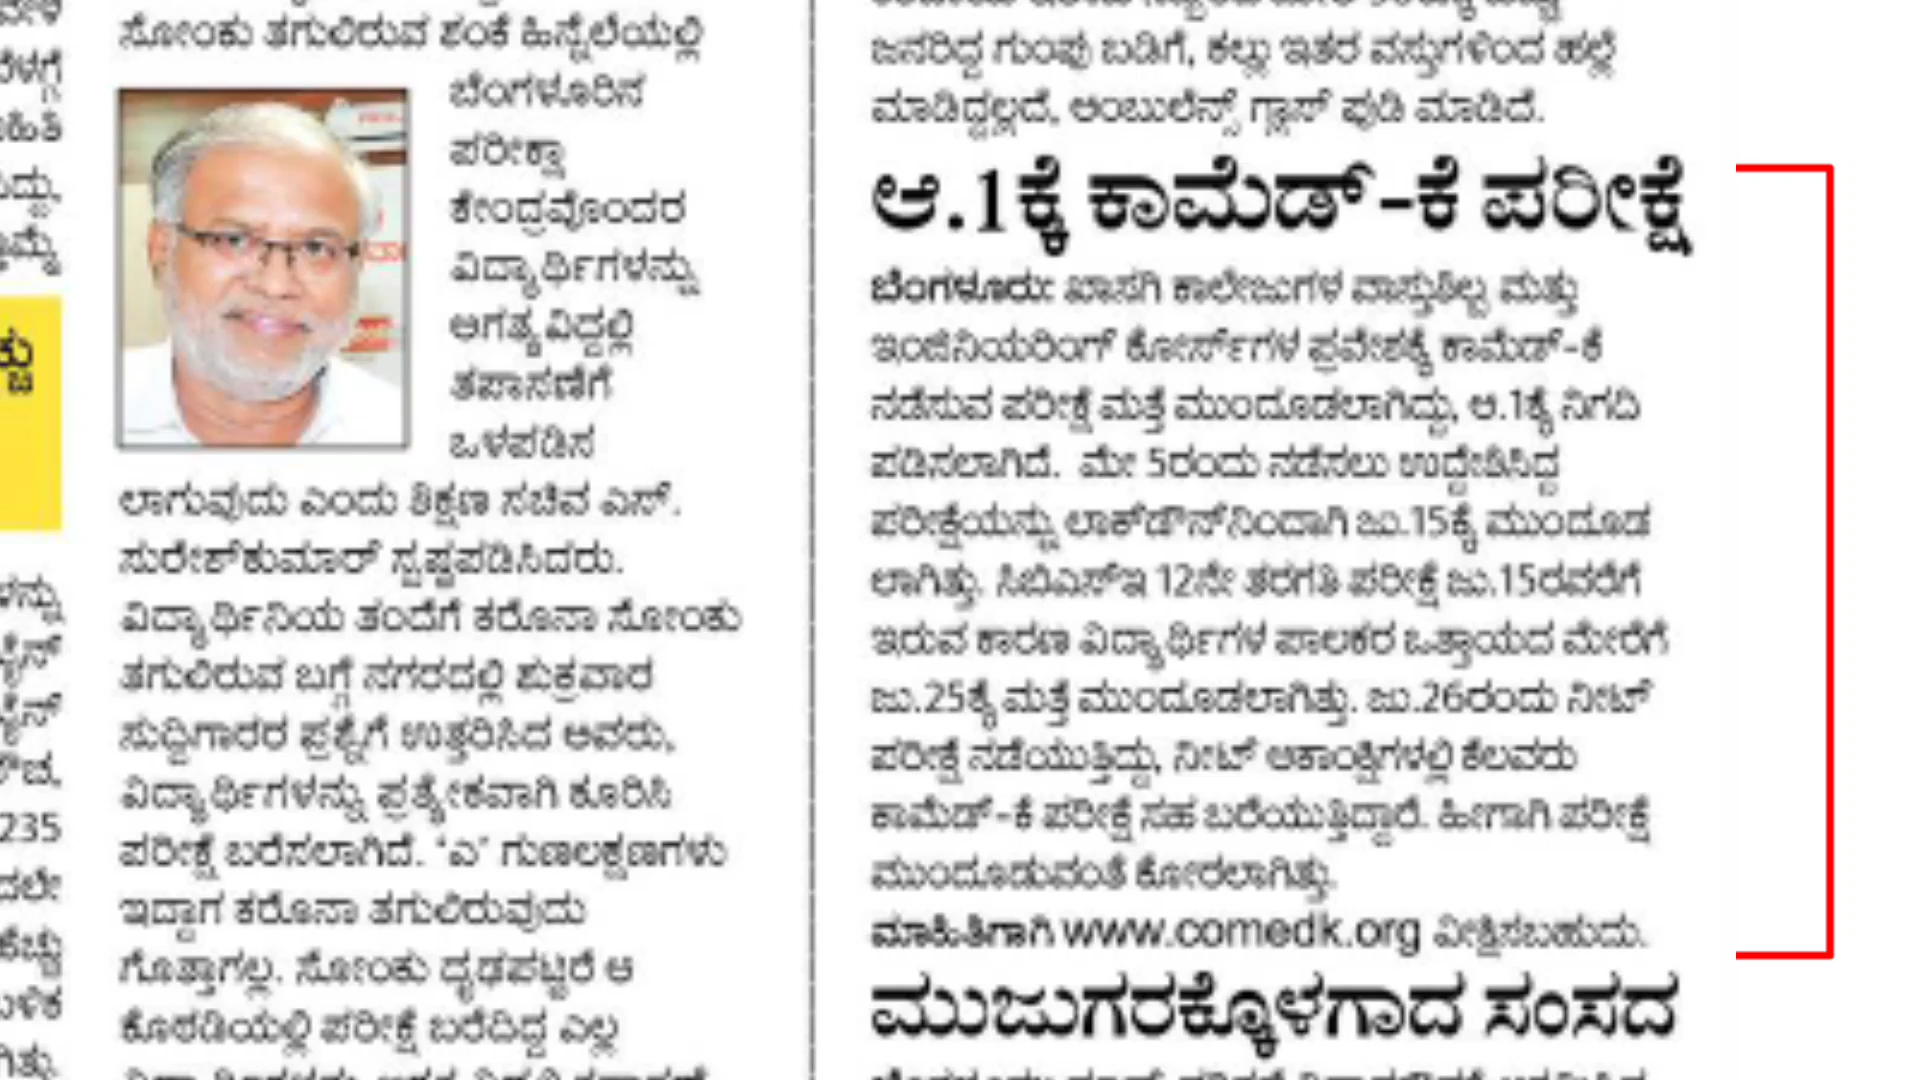 ಸೋಂಕು ತಗುಲಿರುವ ಶಂಕೆ ಹಿನ್ನೆಲೆಯಲ್ಲಿ
ಬೆಂಗಳೂರಿನ
ಪರೀಕ್ಷಾ
ಕೇಂದ್ರವೊಂದರ
ವಿದ್ಯಾರ್ಥಿಗಳನ್ನು
ಅಗತ್ಯವಿದ್ದಲ್ಲಿ
ತಪಾಸಣೆಗೆ
ಒಳಪಡಿಸ
ಲಾಗುವುದು ಎಂದು ಶಿಕ್ಷಣ ಸಚಿವ ಎಸ್.
ಸುರೇಶ್‌ಕುಮಾರ್ ಸ್ಪಷ್ಟಪಡಿಸಿದರು.
ವಿದ್ಯಾರ್ಥಿನಿಯ ತಂದೆಗೆ ಕರೊನಾ ಸೋಂಕು
ತಗುಲಿರುವ ಬಗ್ಗೆ ನಗರದಲ್ಲಿ ಶುಕ್ರವಾರ
ಸುದ್ದಿಗಾರರ ಪ್ರಶ್ನೆಗೆ ಉತ್ತರಿಸಿದ ಅವರು,
ವಿದ್ಯಾರ್ಥಿಗಳನ್ನು ಪ್ರತ್ಯೇಕವಾಗಿ ಕೂರಿಸಿ
ಪರೀಕ್ಷೆ ಬರೆಸಲಾಗಿದೆ. 'ಎ' ಗುಣಲಕ್ಷಣಗಳು
ಇದ್ದಾಗ ಕರೊನಾ ತಗುಲಿರುವುದು
ಗೊತ್ತಾಗಲ್ಲ. ಸೋಂಕು ದೃಢಪಟ್ಟರೆ ಆ
ಕೊಠಡಿಯಲ್ಲಿ ಪರೀಕ್ಷೆ ಬರೆದಿದ್ದ ಎಲ್ಲ
ಜನರಿದ್ದ ಗುಂಪು ಬಡಿಗೆ, ಕಲ್ಲು ಇತರ ವಸ್ತುಗಳಿಂದ ಹಲ್ಲೆ
ಮಾಡಿದ್ದಲ್ಲದೆ, ಅಂಬುಲೆನ್ಸ್ ಗ್ಲಾಸ್ ಪುಡಿ ಮಾಡಿದೆ.
ಆ.1ಕ್ಕೆ ಕಾಮೆಡ್-ಕೆ ಪರೀಕ್ಷೆ
ಬೆಂಗಳೂರು: ಖಾಸಗಿ ಕಾಲೇಜುಗಳ ವಾಸ್ತುಶಿಲ್ಪ ಮತ್ತು
ಇಂಜಿನಿಯರಿಂಗ್ ಕೋರ್ಸ್‌ಗಳ ಪ್ರವೇಶಕ್ಕೆ ಕಾಮೆಡ್-ಕೆ
ನಡೆಸುವ ಪರೀಕ್ಷೆ ಮತ್ತೆ ಮುಂದೂಡಲಾಗಿದ್ದು, ಆ.1ಕ್ಕೆ ನಿಗದಿ
ಪಡಿಸಲಾಗಿದೆ. ಮೇ 5ರಂದು ನಡೆಸಲು ಉದ್ದೇಶಿಸಿದ್ದ
ಪರೀಕ್ಷೆಯನ್ನು ಲಾಕ್‌ಡೌನ್‌ನಿಂದಾಗಿ ಜು.15ಕ್ಕೆ ಮುಂದೂಡ
ಲಾಗಿತ್ತು. ಸಿಬಿಎಸ್‌ಇ 12ನೇ ತರಗತಿ ಪರೀಕ್ಷೆ ಜು.15ರವರೆಗೆ
ಇರುವ ಕಾರಣ ವಿದ್ಯಾರ್ಥಿಗಳ ಪಾಲಕರ ಒತ್ತಾಯದ ಮೇರೆಗೆ
ಜು.25ಕ್ಕೆ ಮತ್ತೆ ಮುಂದೂಡಲಾಗಿತ್ತು. ಜು.26ರಂದು ನೀಟ್
ಪರೀಕ್ಷೆ ನಡೆಯುತ್ತಿದ್ದು, ನೀಟ್ ಆಕಾಂಕ್ಷಿಗಳಲ್ಲಿ ಕೆಲವರು
ಕಾಮೆಡ್-ಕೆ ಪರೀಕ್ಷೆ ಸಹ ಬರೆಯುತ್ತಿದ್ದಾರೆ. ಹೀಗಾಗಿ ಪರೀಕ್ಷೆ
ಮುಂದೂಡುವಂತೆ ಕೋರಲಾಗಿತ್ತು.
ಮಾಹಿತಿಗಾಗಿ www.comedk.org ವೀಕ್ಷಿಸಬಹುದು.
ಮುಜುಗರಕ್ಕೊಳಗಾದ ಸಂಸದ